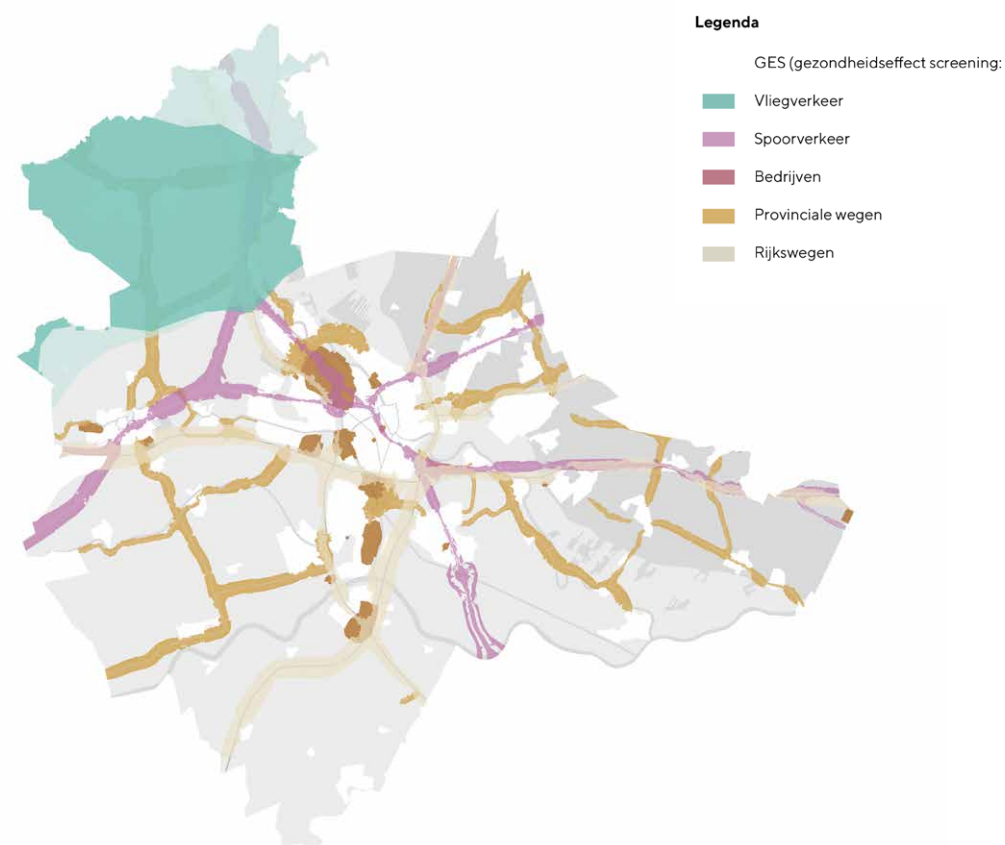 Legenda
GES (gezondheidseffect screening:
Vliegverkeer
Spoorverkeer
Bedrijven
Provinciale wegen
Rijkswegen